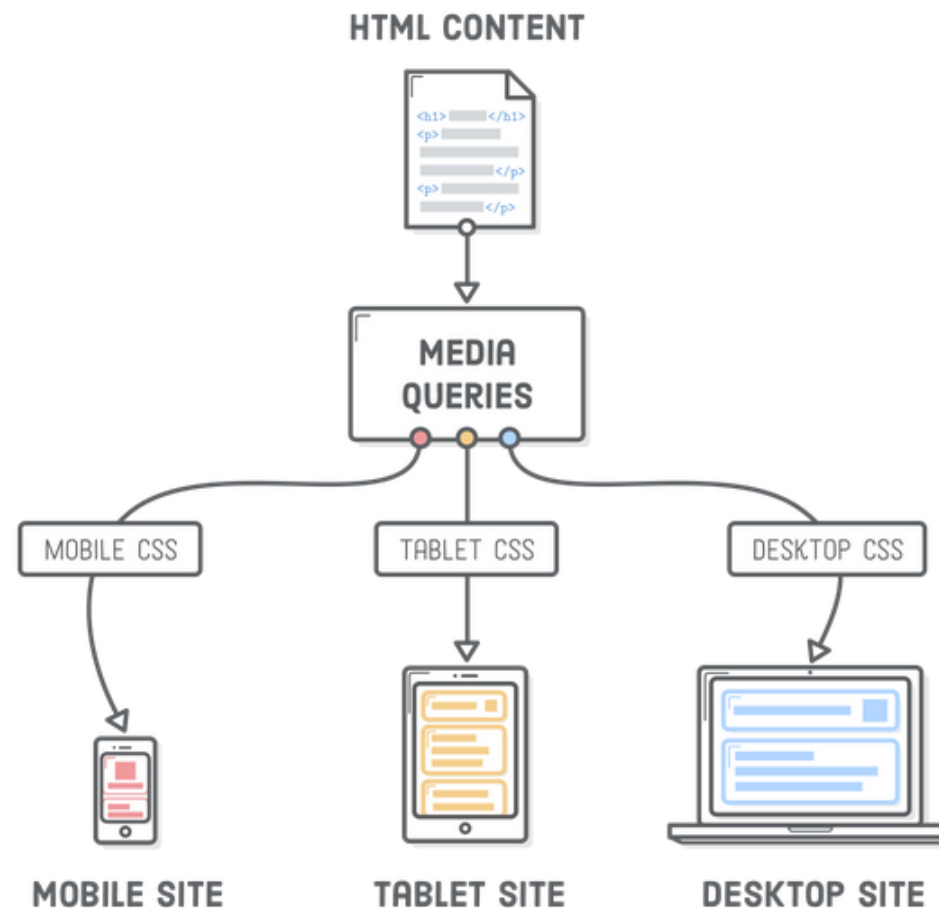 HTML CONTENT
<h1> </h1>
<p>
</p>
<p>
</p>
MEDIA
QUERIES
MOBILE CSS
TABLET CSS
DESKTOP CSS
MOBILE SITE
TABLET SITE
DESKTOP SITE